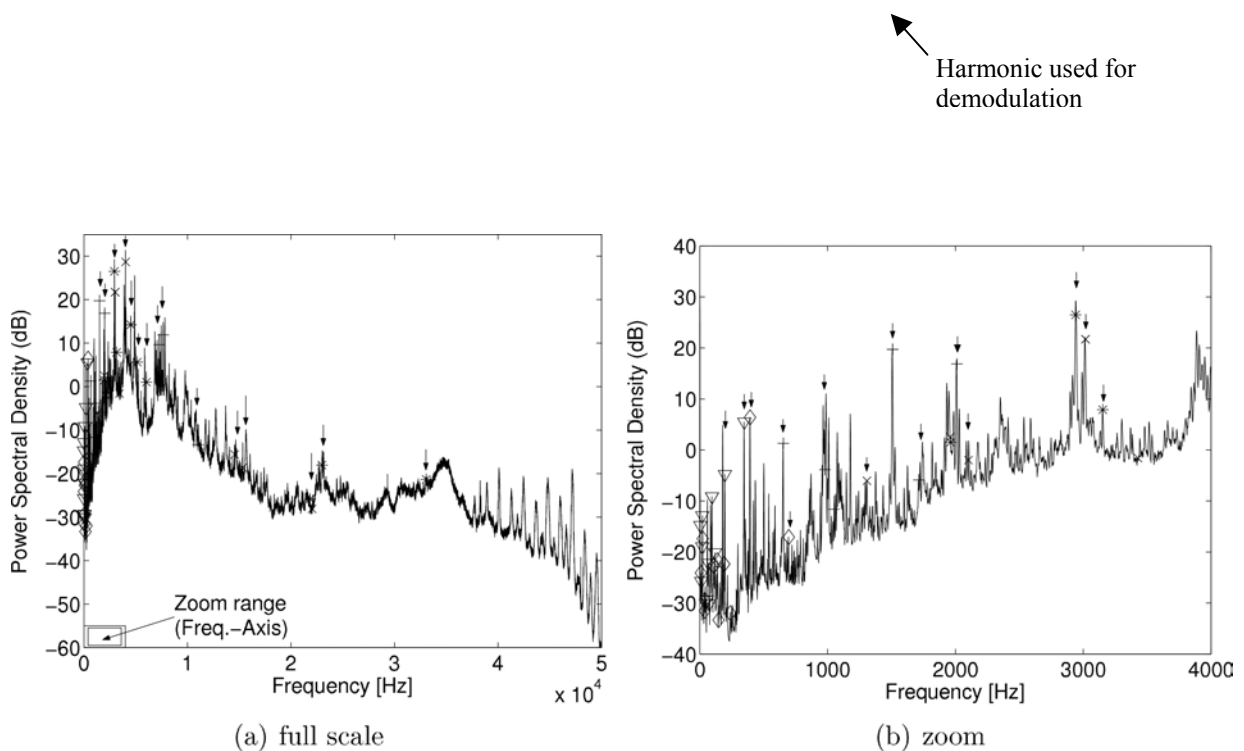 Harmonic used for
demodulation
Power Spectral Density (dB)
30
20
10
0
−10
−20
−30
−40
−50
−60
Zoom range
(Freq.−Axis)
0 1 2 3 4 5
Frequency [Hz]
x 10^4
(a) full scale
Power Spectral Density (dB)
40
30
20
10
0
−10
−20
−30
−40
0 1000 2000 3000 4000
Frequency [Hz]
(b) zoom